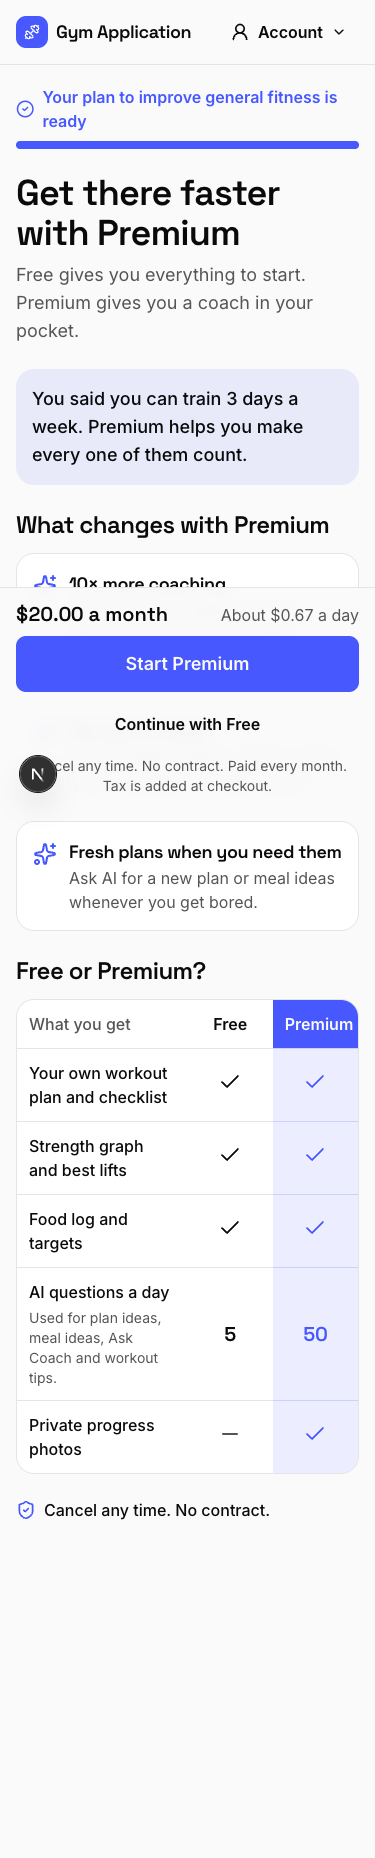 Gym Application
Account
Your plan to improve general fitness is
ready
Get there faster
with Premium
Free gives you everything to start.
Premium gives you a coach in your
pocket.
You said you can train 3 days a
week. Premium helps you make
every one of them count.
What changes with Premium
10× more coaching
$20.00 a month
About $0.67 a day
Start Premium
Continue with Free
N
any time. No contract. Paid every month.
Tax is added at checkout.
Fresh plans when you need them
Ask AI for a new plan or meal ideas
whenever you get bored.
Free or Premium?
What you get
Free
Premium
Your own workout
plan and checklist
Strength graph
and best lifts
Food log and
targets
AI questions a day
Used for plan ideas,
meal ideas, Ask
Coach and workout
tips.
5
50
Private progress
photos
—
Cancel any time. No contract.